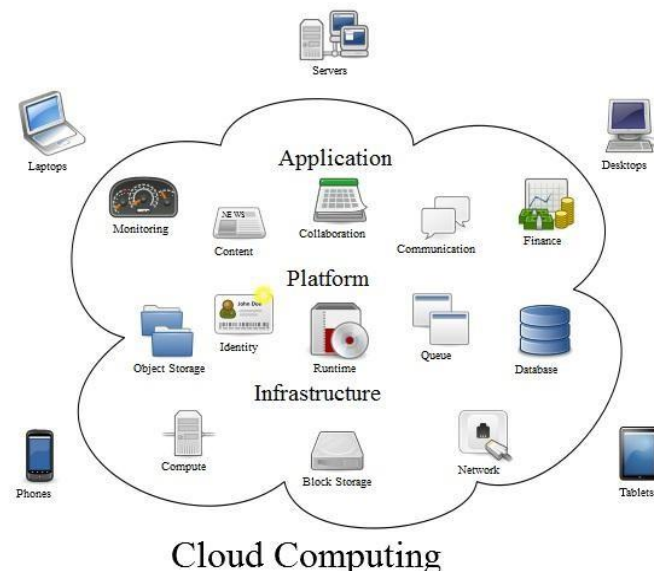 Servers
Laptops
Desktops
Application
Monitoring
NEWS
Content
Collaboration
Communication
Finance
Platform
Object Storage
John Doe
Identity
Runtime
Queue
Database
Infrastructure
Compute
Block Storage
Network
Phones
Tablets
Cloud Computing